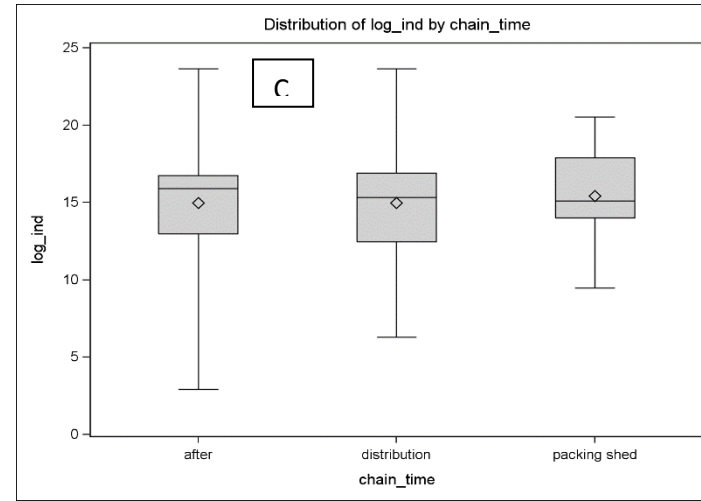 Distribution of log_ind by chain_time
C
25
20
15
10
5
0
log_ind
after
distribution
packing shed
chain_time